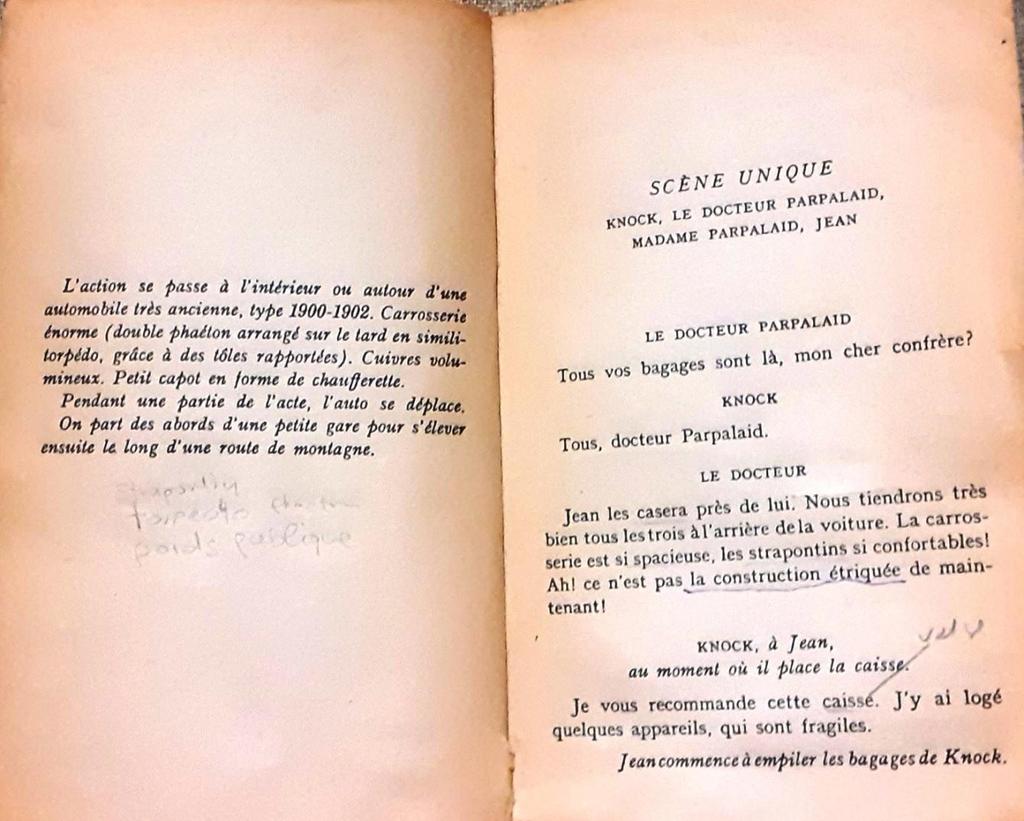 L'action se passe à l'intérieur ou autour d'une
automobile très ancienne, type 1900-1902. Carrosserie
énorme (double phaéton arrangé sur le tard en simili-
torpédo, grâce à des tôles rapportées). Cuivres volu-
mineux. Petit capot en forme de chaufferette.
Pendant une partie de l'acte, l'auto se déplace.
On part des abords d'une petite gare pour s'élever
ensuite le long d'une route de montagne.
torpedo
poids publique
SCÈNE UNIQUE
KNOCK, LE DOCTEUR PARPALAID,
MADAME PARPALAID, JEAN
LE DOCTEUR PARPALAID
Tous vos bagages sont là, mon cher confrère?
KNOCK
Tous, docteur Parpalaid.
LE DOCTEUR
Jean les casera près de lui. Nous tiendrons très
bien tous les trois à l'arrière de la voiture. La carros-
serie est si spacieuse, les strapontins si confortables!
Ah! ce n'est pas la construction étriquée de main-
tenant!
KNOCK, à Jean,
au moment où il place la caisse.
Je vous recommande cette caisse. J'y ai logé
quelques appareils, qui sont fragiles.
Jean commence à empiler les bagages de Knock.